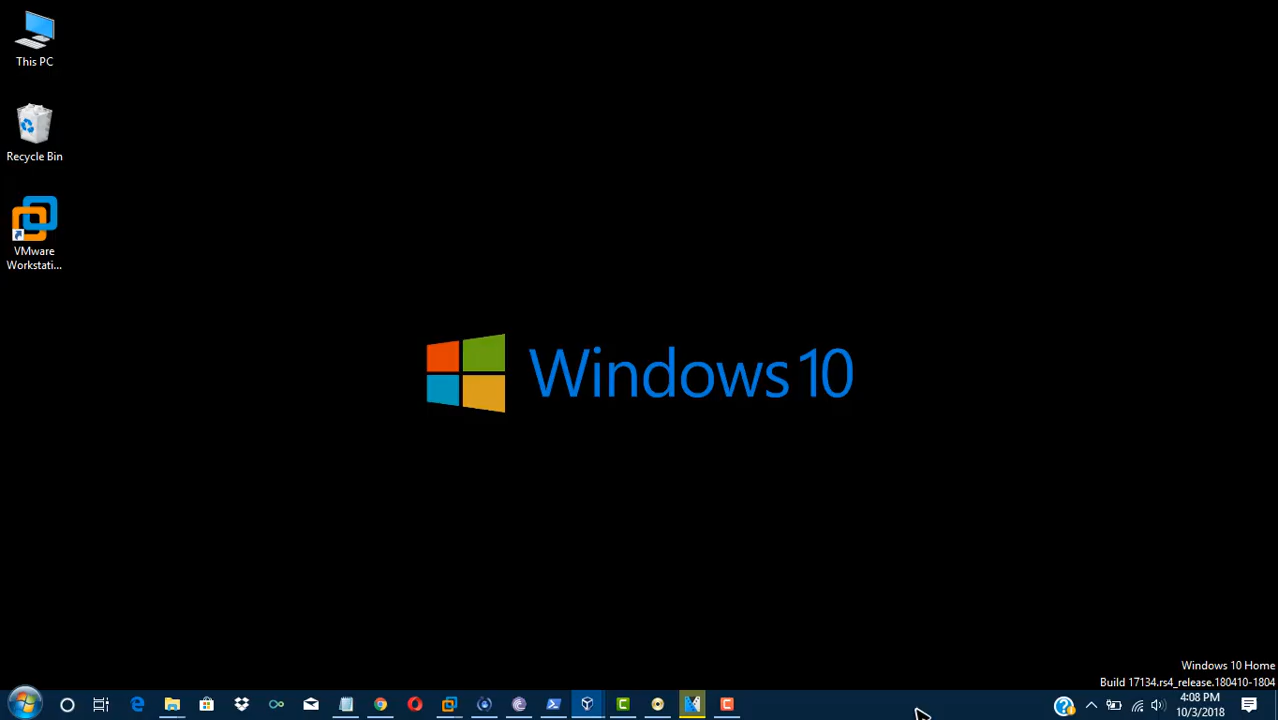 This PC
Recycle Bin
VMware
Workstati...
Windows 10
Windows 10 Home
Build 17134.rs4_release.180410-1804
4:08 PM
10/3/2018